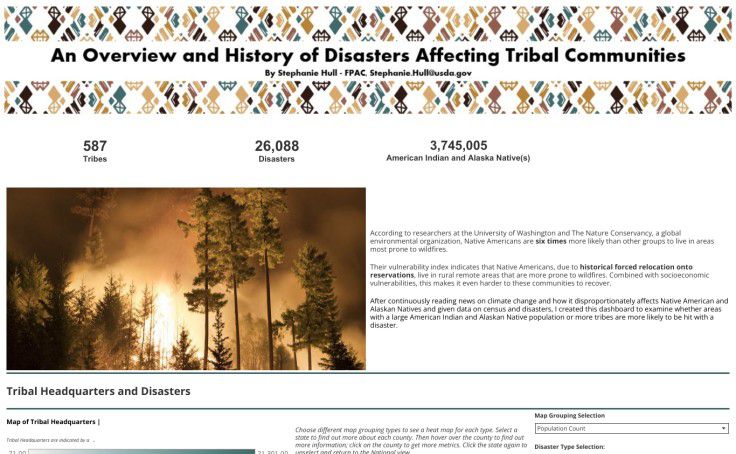 An Overview and History of Disasters Affecting Tribal Communities
By Stephanie Hull - FPAC, Stephanie.Hull@usda.gov
587
Tribes
26,088
Disasters
3,745,005
American Indian and Alaska Native(s)
According to researchers at the University of Washington and The Nature Conservancy, a global
environmental organization, Native Americans are six times more likely than other groups to live in areas
most prone to wildfires.
Their vulnerability index indicates that Native Americans, due to historical forced relocation onto
reservations, live in rural remote areas that are more prone to wildfires. Combined with socioeconomic
vulnerabilities, this makes it even harder to these communities to recover.
After continuously reading news on climate change and how it disproportionately affects Native American and
Alaskan Natives and given data on census and disasters, I created this dashboard to examine whether areas
with a large American Indian and Alaskan Native population or more tribes are more likely to be hit with a
disaster.
Tribal Headquarters and Disasters
Map of Tribal Headquarters |
Tribal Headquarters are indicated by a
Choose different map grouping types to see a heat map for each type. Select a
state to find out more about each county. Then hover over the county to find out
more information; click on the county to get more metrics. Click the state again to
unselect and return to the National view.
Map Grouping Selection
Population Count
Disaster Type Selection: